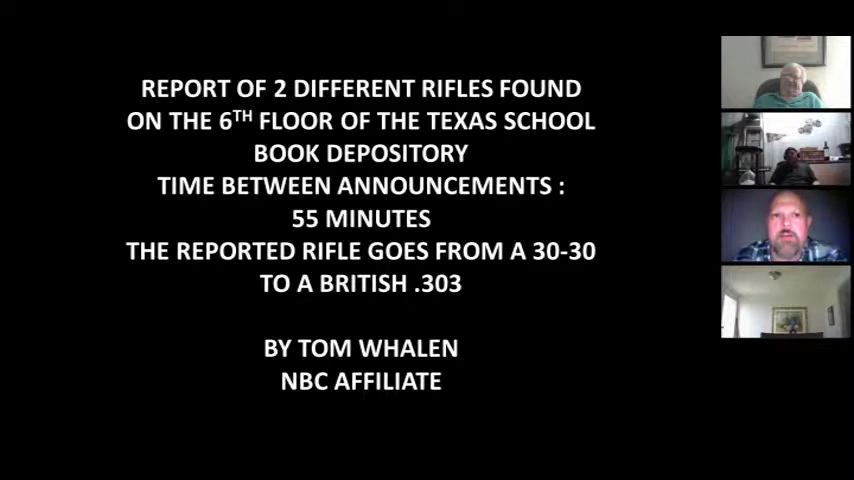 REPORT OF 2 DIFFERENT RIFLES FOUND
ON THE 6TH FLOOR OF THE TEXAS SCHOOL
BOOK DEPOSITORY
TIME BETWEEN ANNOUNCEMENTS :
55 MINUTES
THE REPORTED RIFLE GOES FROM A 30-30
TO A BRITISH .303
BY TOM WHALEN
NBC AFFILIATE